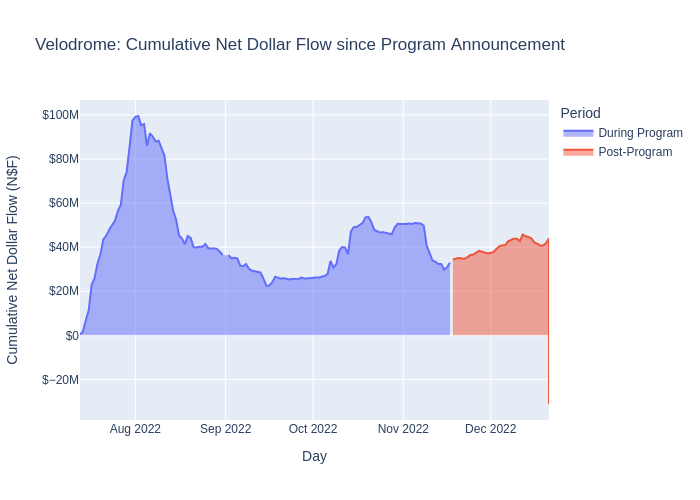 Velodrome: Cumulative Net Dollar Flow since Program Announcement
Cumulative Net Dollar Flow (N$F)
$100M
$80M
$60M
$40M
$20M
$0
−$20M
Aug 2022
Sep 2022
Oct 2022
Nov 2022
Dec 2022
Day
Period
During Program
Post-Program